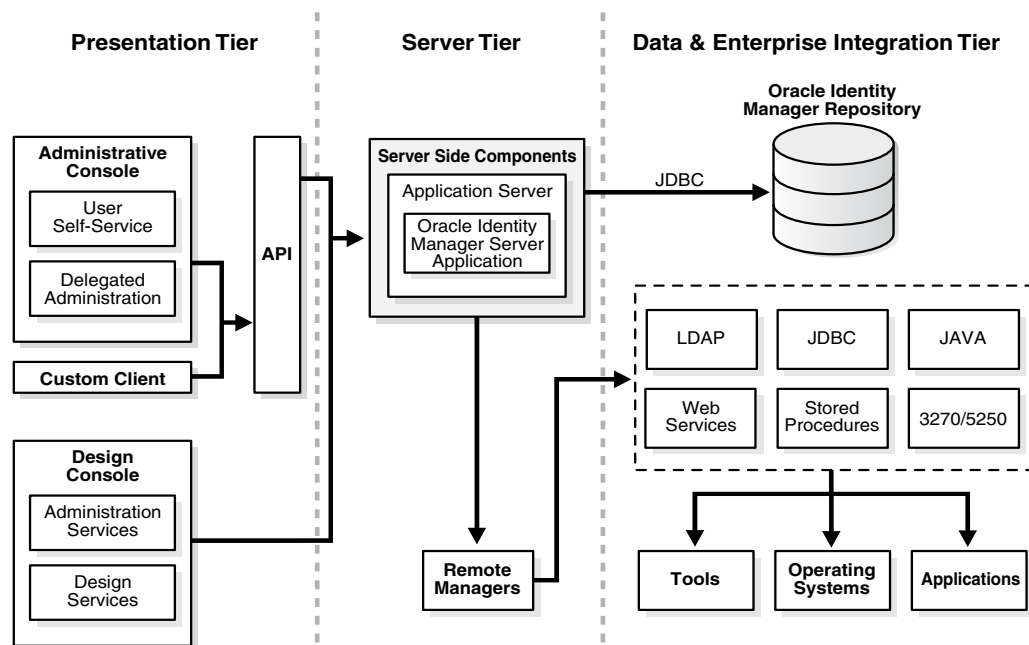 Presentation Tier
Server Tier
Data & Enterprise Integration Tier
Administrative
Console
User
Self-Service
Delegated
Administration
Custom Client
Design
Console
Administration
Services
Design
Services
API
Server Side Components
Application Server
Oracle Identity
Manager Server
Application
Remote
Managers
JDBC
Oracle Identity
Manager Repository
LDAP
JDBC
JAVA
Web
Services
Stored
Procedures
3270/5250
Tools
Operating
Systems
Applications